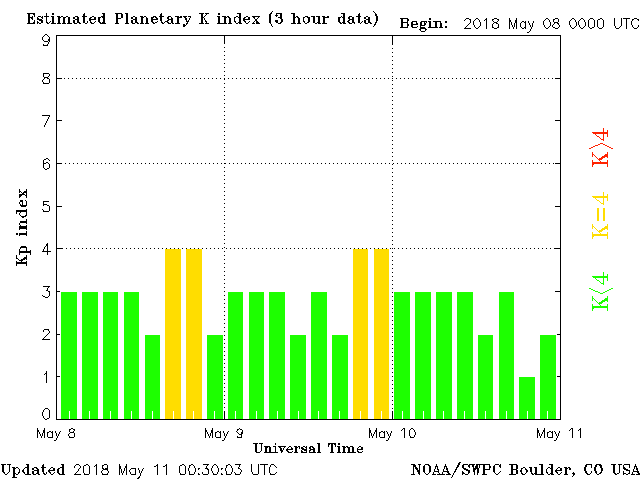 Estimated Planetary K index (3 hour data)
Begin: 2018 May 08 0000 UTC
9
8
7
6
5
4
3
2
1
0
Kp index
K>4
K=4
K<4
May 8
May 9
May 10
May 11
Universal Time
Updated 2018 May 11 00:30:03 UTC
NOAA/SWPC Boulder, CO USA